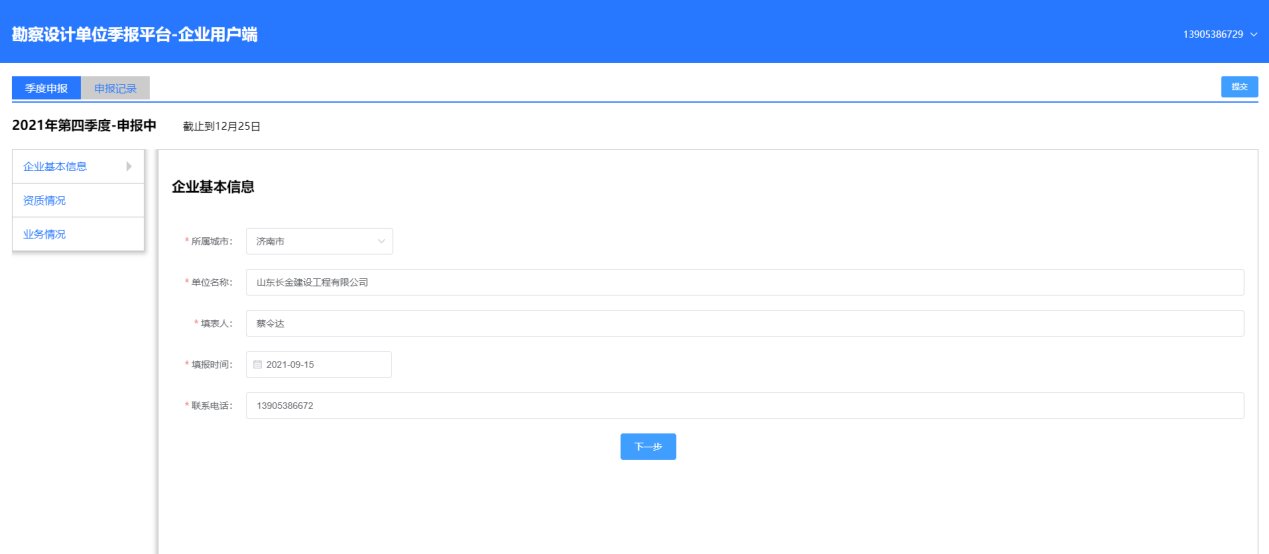 勘察设计单位季报平台-企业用户端
13905386729
季度申报 申报记录
提交
2021年第四季度-申报中 截止到12月25日
企业基本信息
资质情况
业务情况
企业基本信息
* 所属城市： 济南市
* 单位名称： 山东长金建设工程有限公司
* 填表人： 蔡令达
* 填报时间： 2021-09-15
* 联系电话： 13905386672
下一步